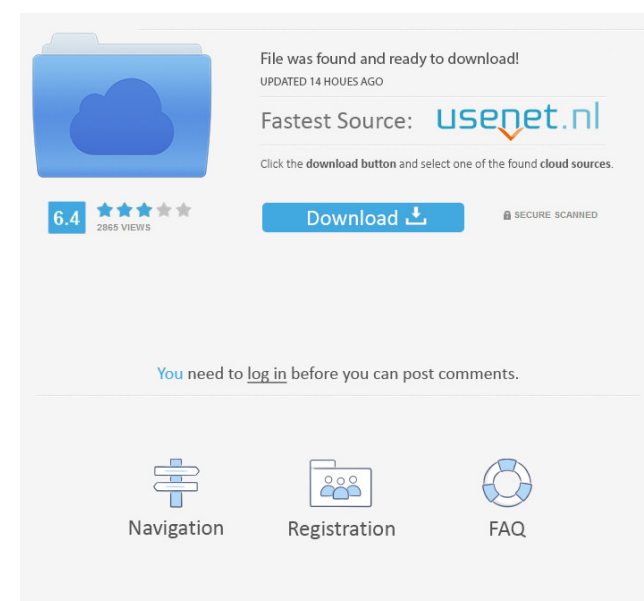 File was found and ready to download!
UPDATED 14 HOUES AGO
Fastest Source: usenet.nl
Click the download button and select one of the found cloud sources.
6.4
2865 VIEWS
Download
SECURE SCANNED
You need to log in before you can post comments.
Navigation
Registration
FAQ